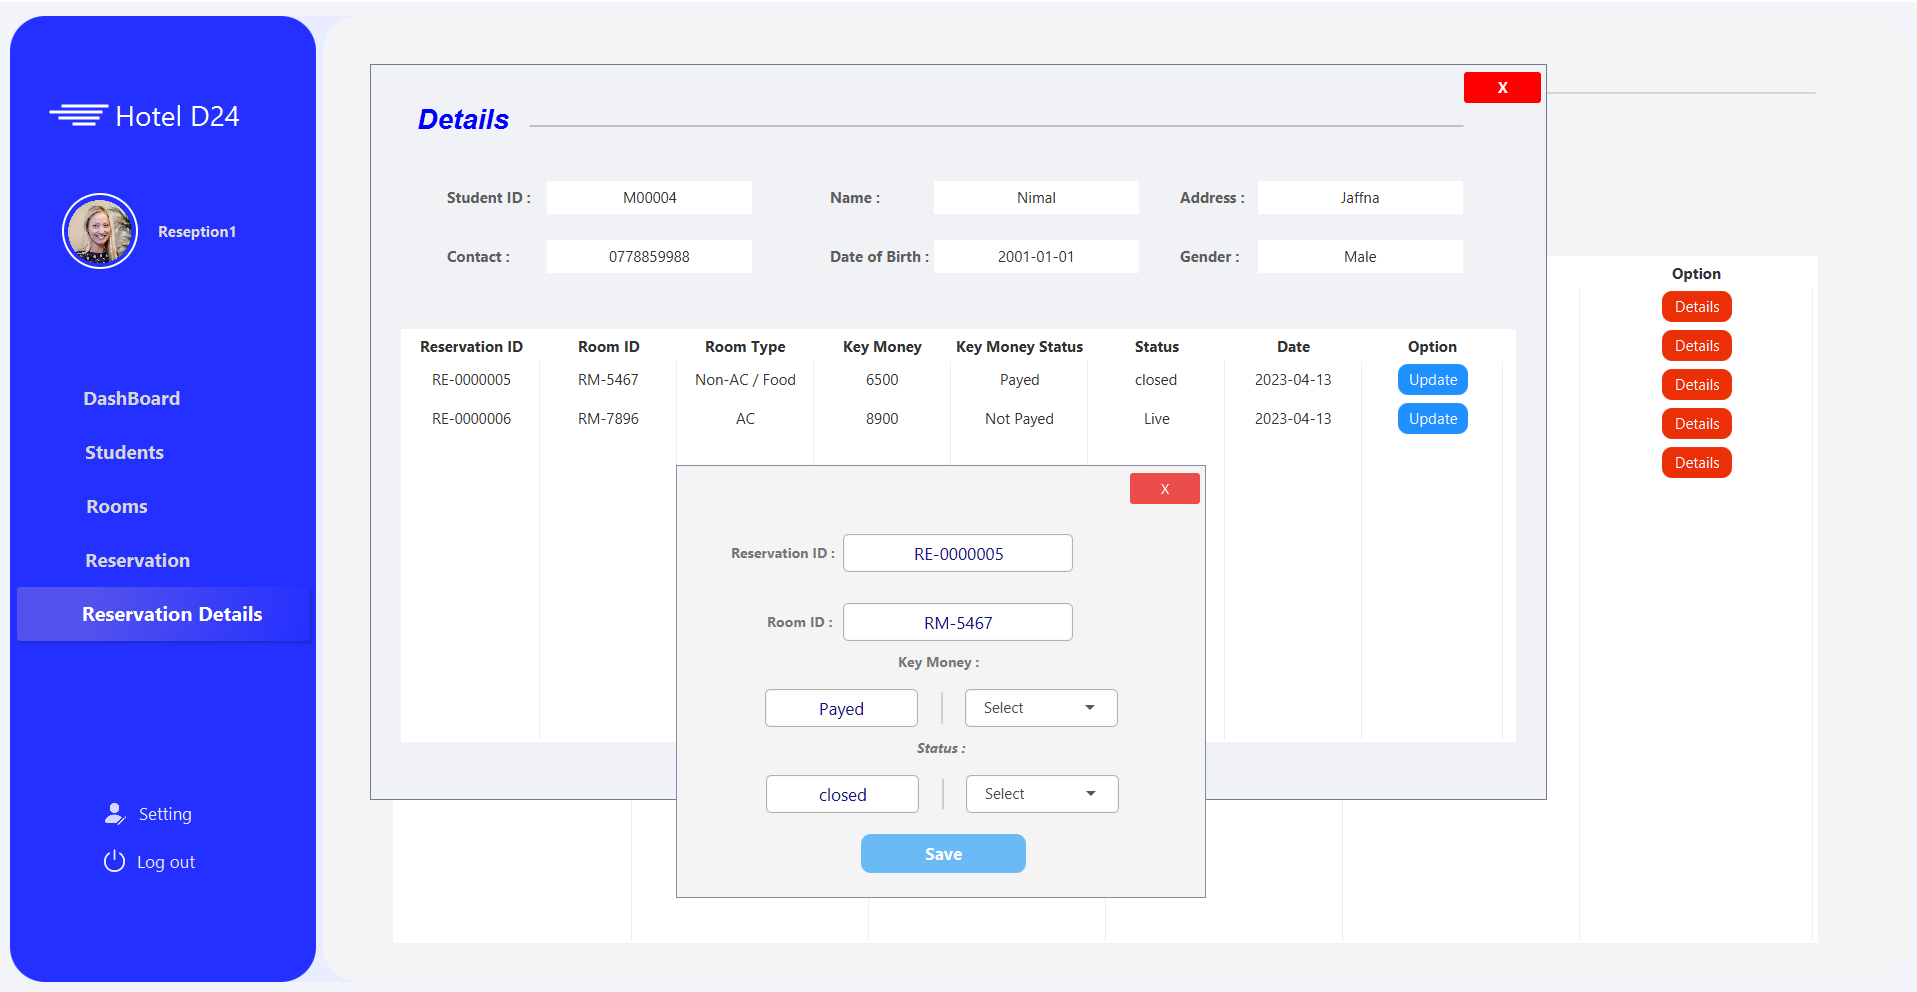 Hotel D24
Reseption1
DashBoard
Students
Rooms
Reservation
Reservation Details
Setting
Log out
X
Details
Student ID : M00004 Name : Nimal Address : Jaffna
Contact : 0778859988 Date of Birth : 2001-01-01 Gender : Male
Reservation ID Room ID Room Type Key Money Key Money Status Status Date Option
RE-0000005 RM-5467 Non-AC / Food 6500 Payed closed 2023-04-13 Update
RE-0000006 RM-7896 AC 8900 Not Payed Live 2023-04-13 Update
X
Reservation ID : RE-0000005
Room ID : RM-5467
Key Money :
Payed Select
Status :
closed Select
Save
Option
Details
Details
Details
Details
Details